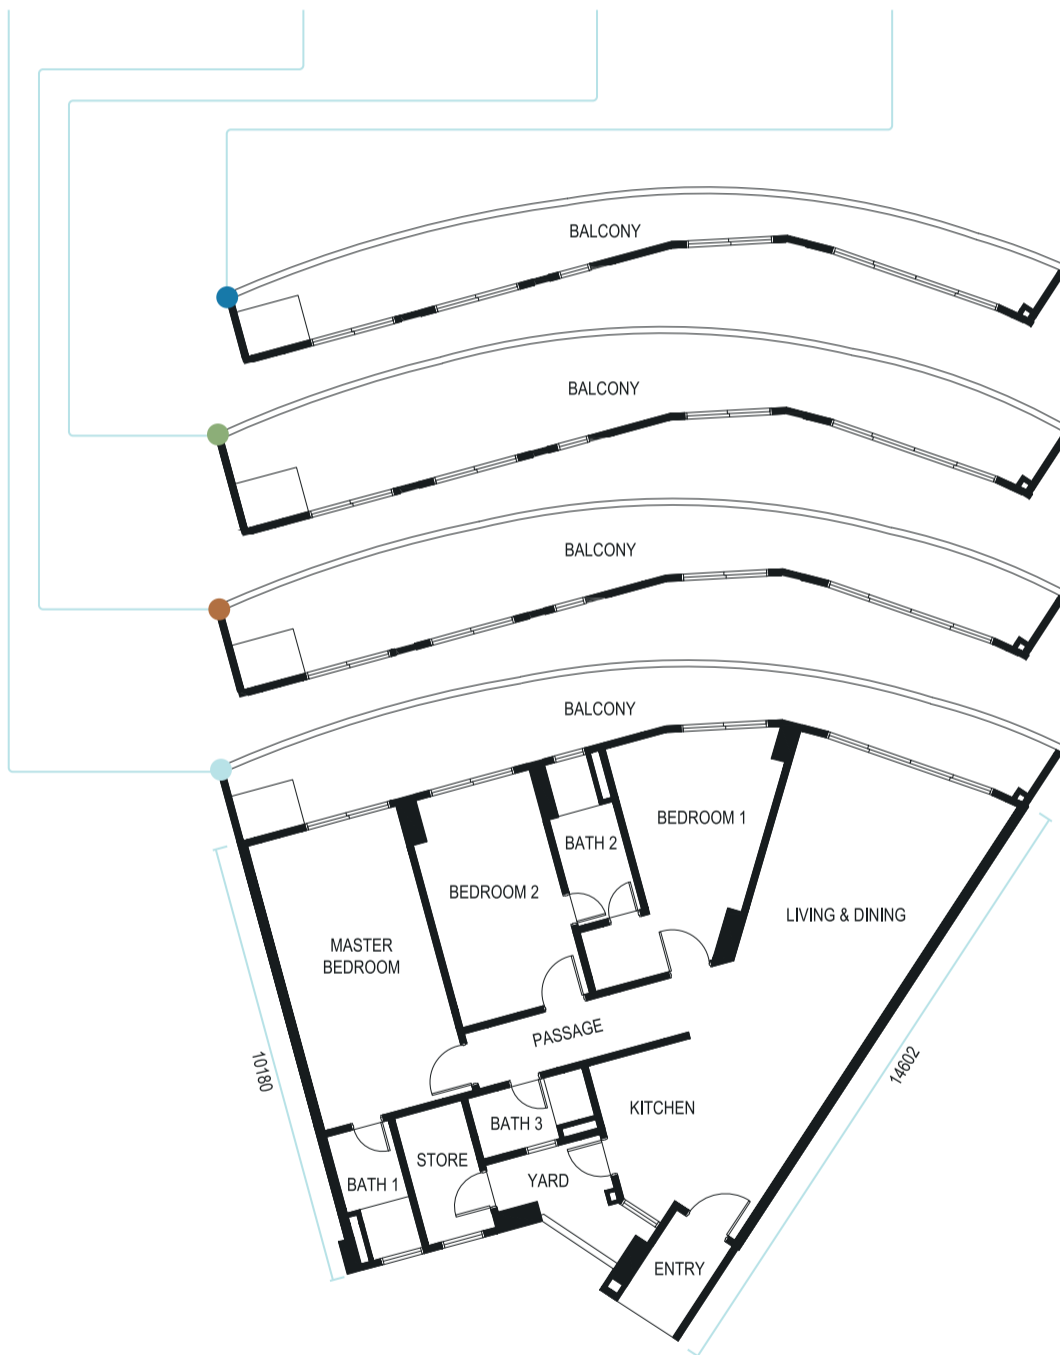 BALCONY
BALCONY
BALCONY
BALCONY
BEDROOM 1
BATH 2
BEDROOM 2
LIVING & DINING
MASTER
BEDROOM
PASSAGE
10180
14602
KITCHEN
BATH 3
STORE
YARD
BATH 1
ENTRY